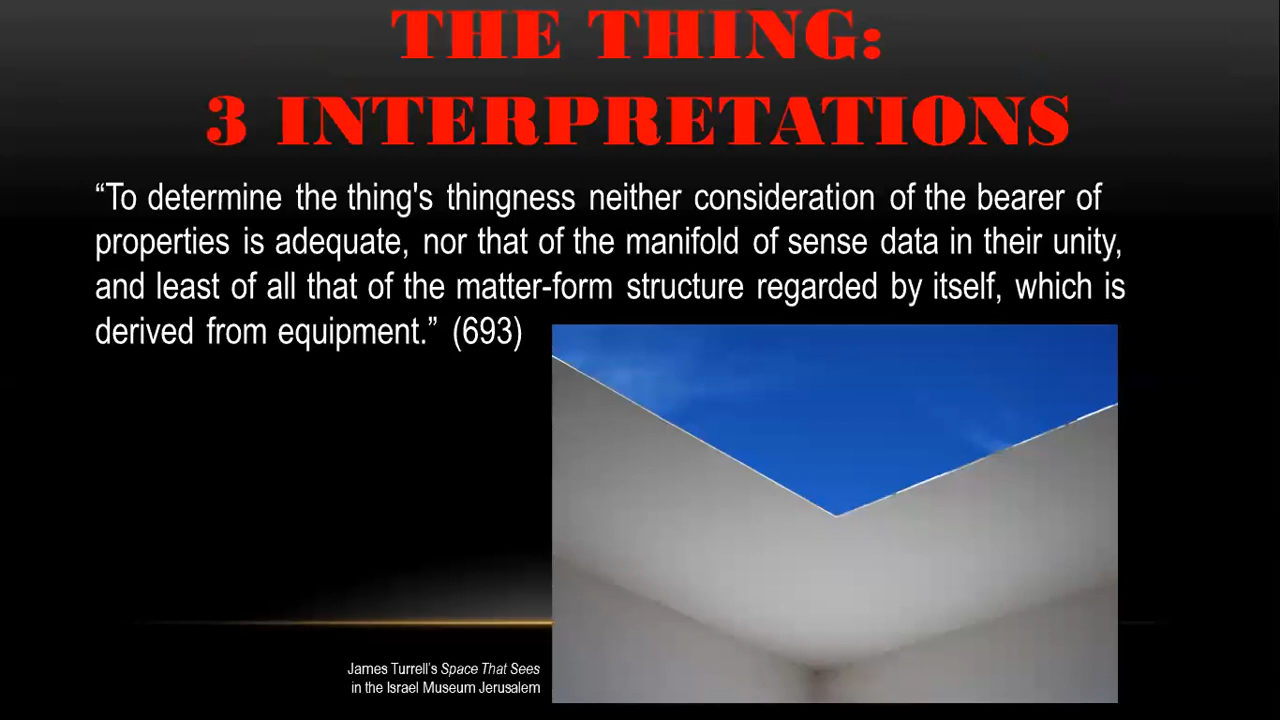 THE THING:
3 INTERPRETATIONS
“To determine the thing's thingness neither consideration of the bearer of
properties is adequate, nor that of the manifold of sense data in their unity,
and least of all that of the matter-form structure regarded by itself, which is
derived from equipment.” (693)
James Turrell’s Space That Sees
in the Israel Museum Jerusalem